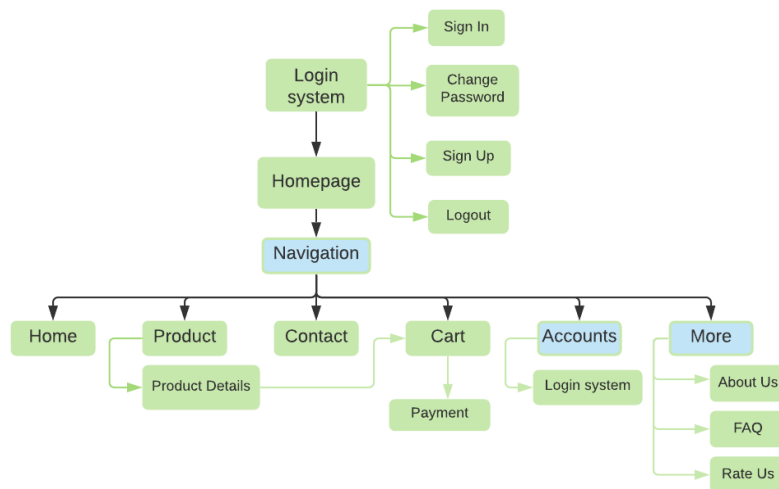 Sign In
Login
system
Change
Password
Sign Up
Homepage
Logout
Navigation
Home
Product
Contact
Cart
Accounts
More
Product Details
Login system
About Us
Payment
FAQ
Rate Us